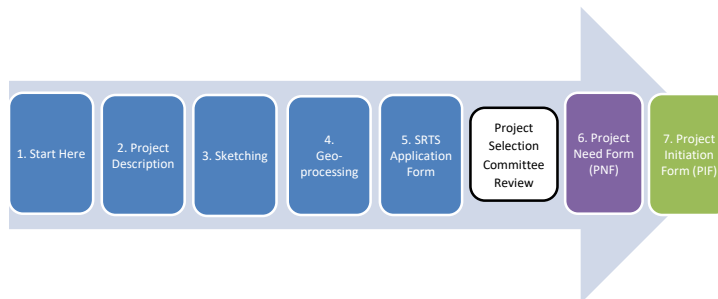 1. Start Here
2. Project
Description
3. Sketching
4.
Geo-
processing
5. SRTS
Application
Form
Project
Selection
Committee
Review
6. Project
Need Form
(PNF)
7. Project
Initiation
Form (PIF)